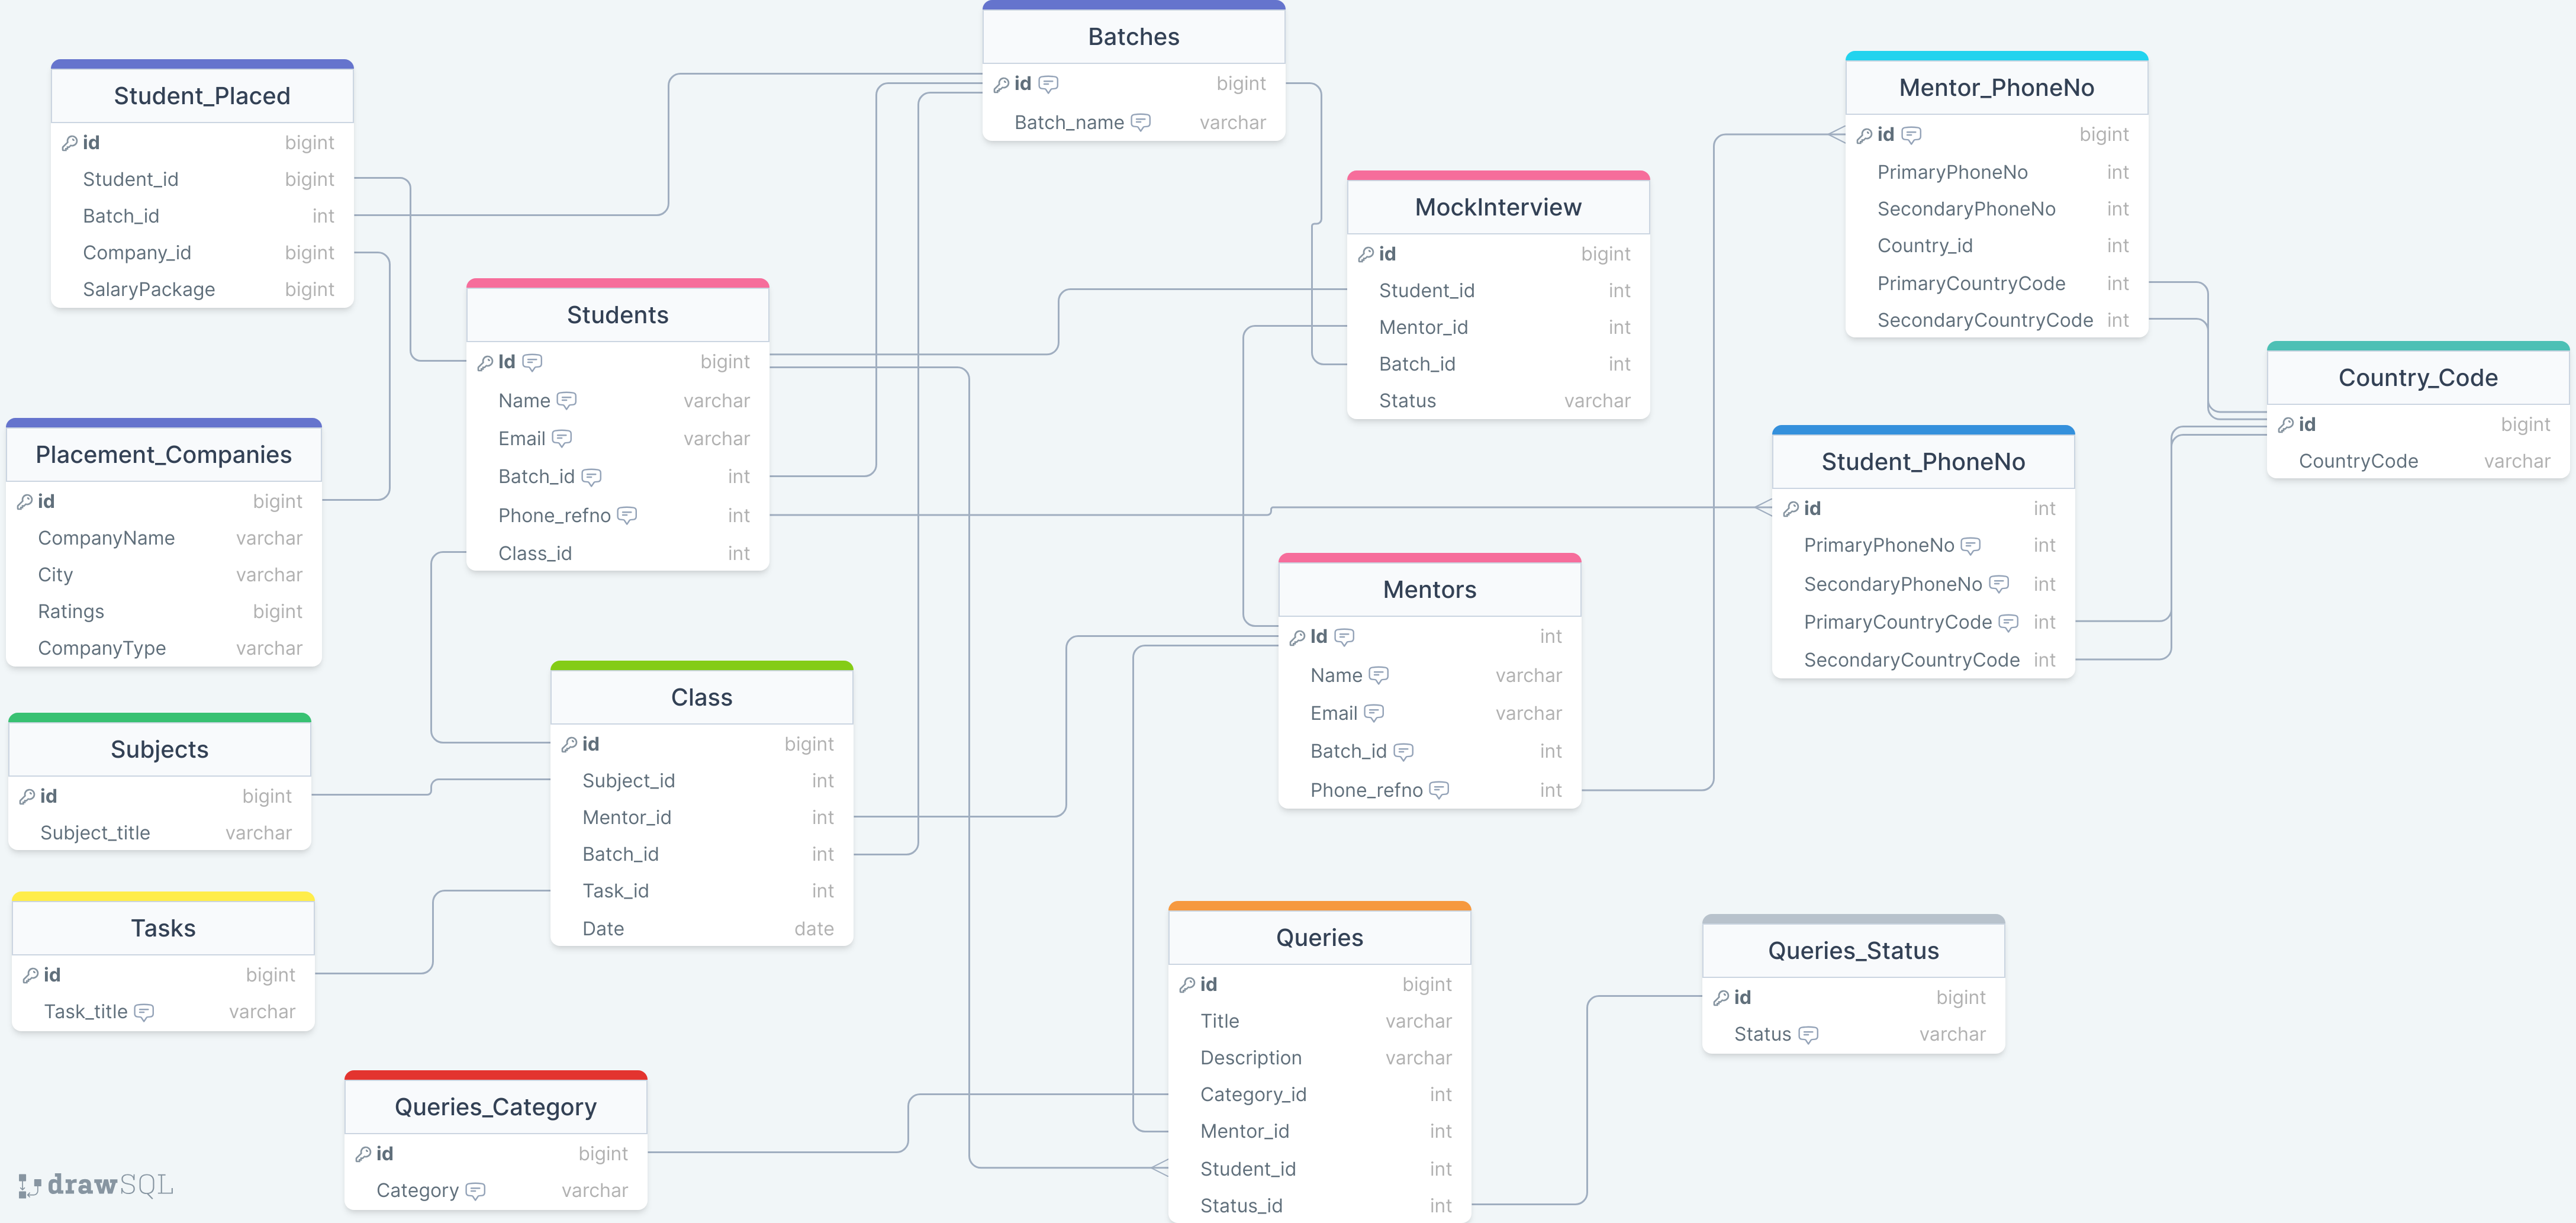 Batches
id bigint
Batch_name varchar
Student_Placed
id bigint
Student_id bigint
Batch_id int
Company_id bigint
SalaryPackage bigint
Mentor_PhoneNo
id bigint
PrimaryPhoneNo int
SecondaryPhoneNo int
Country_id int
PrimaryCountryCode int
SecondaryCountryCode int
MockInterview
id bigint
Student_id int
Mentor_id int
Batch_id int
Status varchar
Students
Id bigint
Name varchar
Email varchar
Batch_id int
Phone_refno int
Class_id int
Country_Code
id bigint
CountryCode varchar
Placement_Companies
id bigint
CompanyName varchar
City varchar
Ratings bigint
CompanyType varchar
Student_PhoneNo
id int
PrimaryPhoneNo int
SecondaryPhoneNo int
PrimaryCountryCode int
SecondaryCountryCode int
Mentors
Id int
Name varchar
Email varchar
Batch_id int
Phone_refno int
Class
id bigint
Subject_id int
Mentor_id int
Batch_id int
Task_id int
Date date
Subjects
id bigint
Subject_title varchar
Tasks
id bigint
Task_title varchar
Queries
id bigint
Title varchar
Description varchar
Category_id int
Mentor_id int
Student_id int
Status_id int
Queries_Status
id bigint
Status varchar
Queries_Category
id bigint
Category varchar
drawSQL